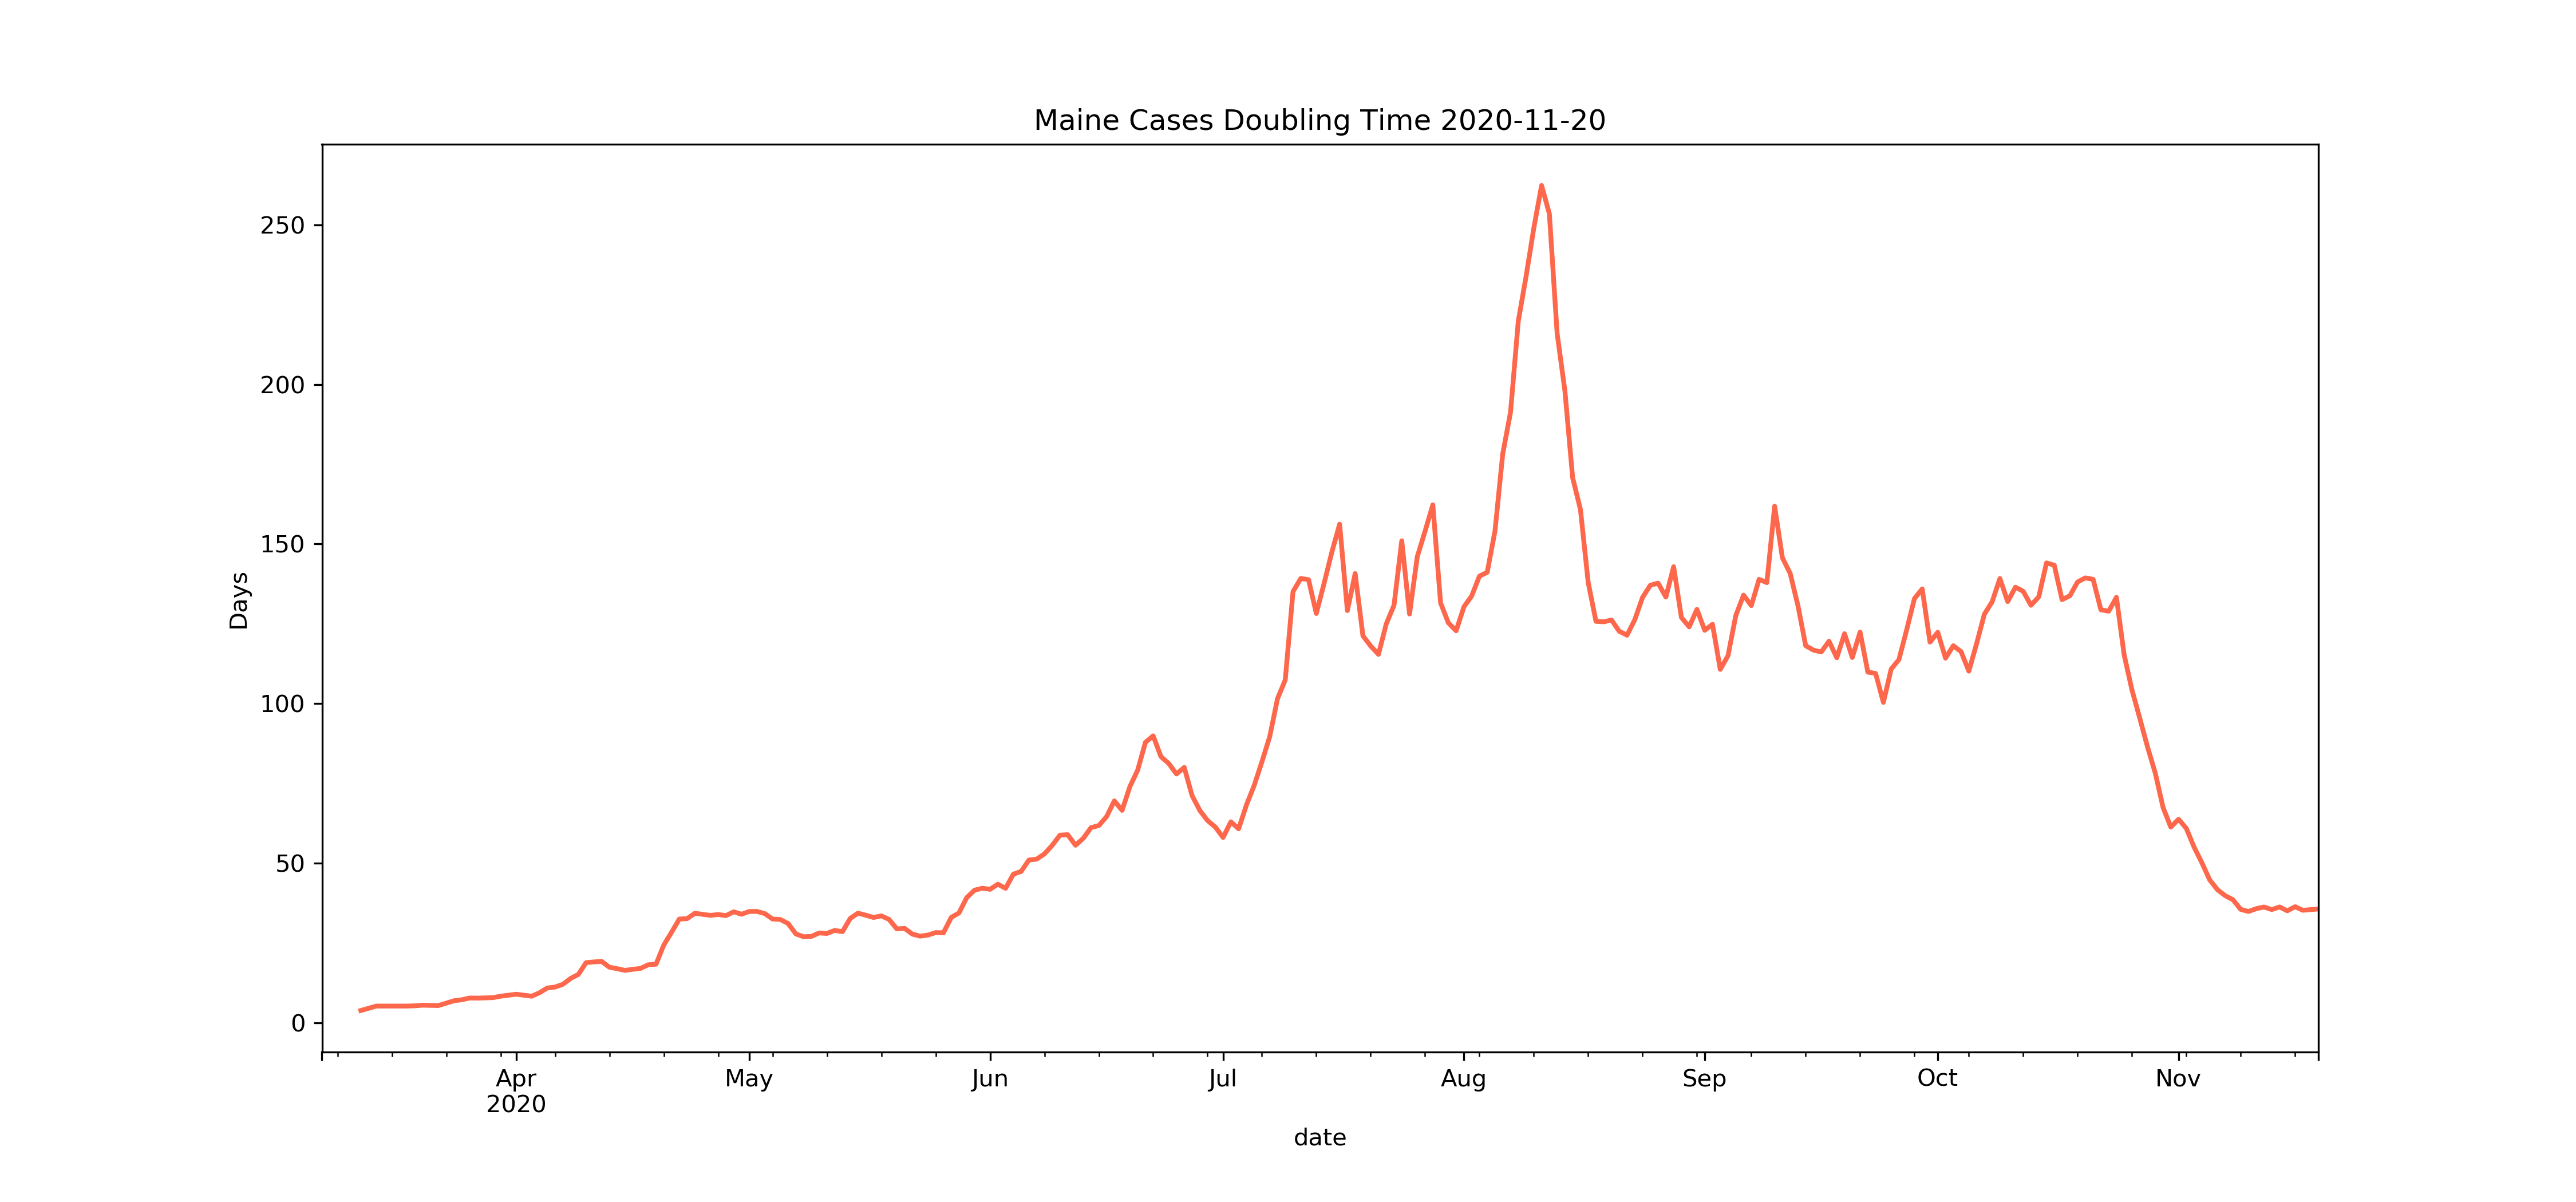 Maine Cases Doubling Time 2020-11-20
250
200
150
100
50
0
Days
Apr May Jun Jul Aug Sep Oct Nov
2020
date